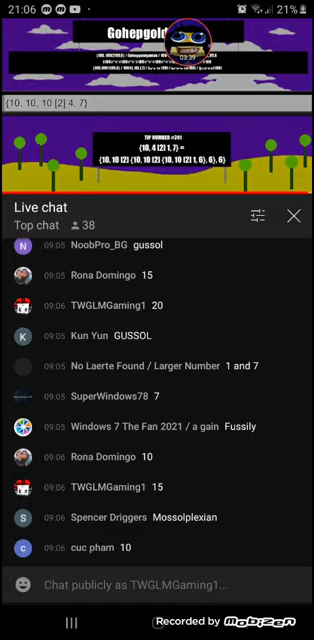 21:06
21%
Gohepgold
03:39
{10, 10, 10 [2] 4, 7}
TIP NUMBER #241
{10, 4 [2] 1, 7} =
{10, 10 [2] {10, 10 [2] {10, 10 [2] 1, 6}, 6}, 6}
Live chat
Top chat 38
N 09:05 NoobPro_BG gussol
09:05 Rona Domingo 15
09:06 TWGLMGaming1 20
K 09:05 Kun Yun GUSSOL
09:05 No Laerte Found / Larger Number 1 and 7
09:05 SuperWindows78 7
09:05 Windows 7 The Fan 2021 / a gain Fussily
09:06 Rona Domingo 10
09:06 TWGLMGaming1 15
S 09:06 Spencer Driggers Mossolplexian
c 09:06 cuc pham 10
Chat publicly as TWGLMGaming1...
Recorded by mobizen